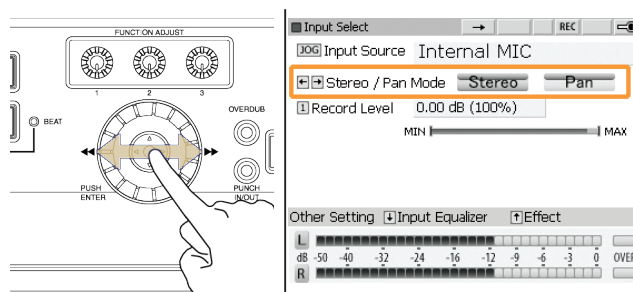 FUNCTION ADJUST
1 2 3
OVERDUB
BEAT
PUSH
ENTER
PUNCH
IN/OUT
Input Select → REC
JOG Input Source Internal MIC
←→ Stereo / Pan Mode Stereo Pan
1 Record Level 0.00 dB (100%)
MIN MAX
Other Setting ↓Input Equalizer ↑Effect
L
dB -50 -40 -32 -24 -16 -12 -9 -6 -3 0 OVER
R